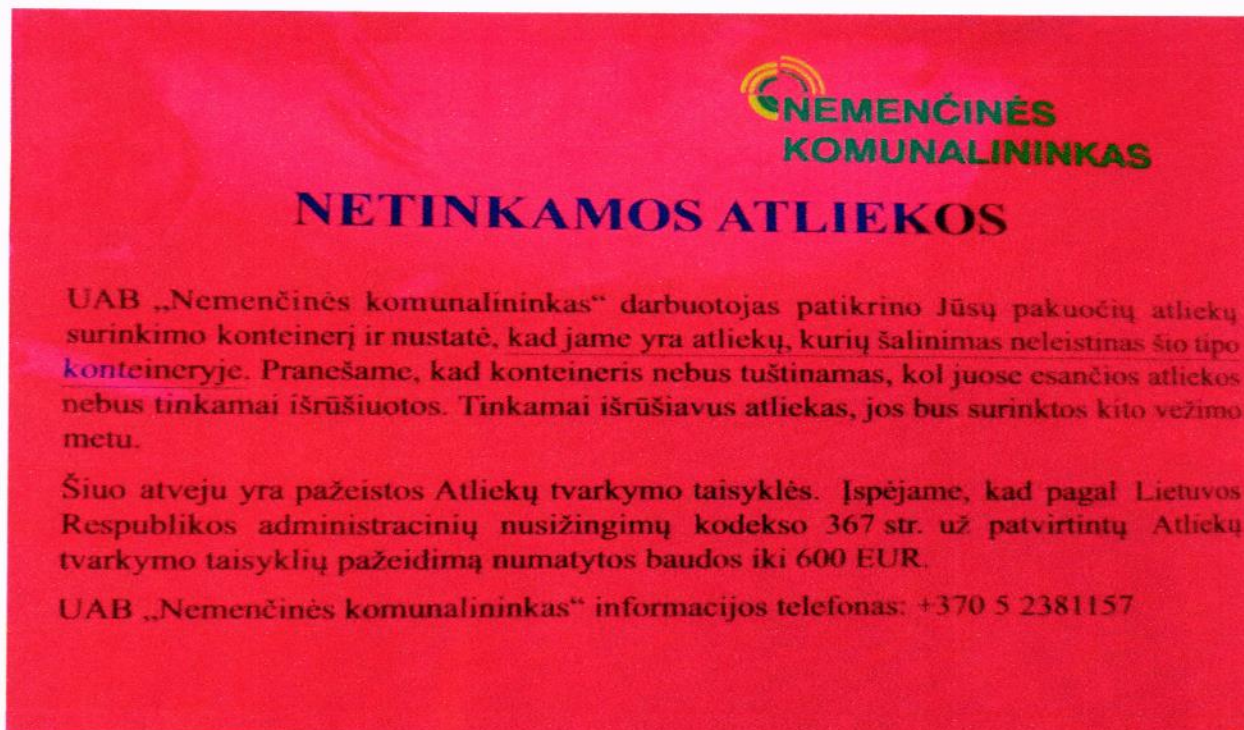 NEMENČINĖS
KOMUNALININKAS
NETINKAMOS ATLIEKOS
UAB „Nemenčinės komunalininkas“ darbuotojas patikrino Jūsų pakuočių atliekų
surinkimo konteinerį ir nustatė, kad jame yra atliekų, kurių šalinimas neleistinas šio tipo
konteineryje. Pranešame, kad konteineris nebus tuštinamas, kol juose esančios atliekos
nebus tinkamai išrūšiuotos. Tinkamai išrūšiavus atliekas, jos bus surinktos kito vežimo
metu.
Šiuo atveju yra pažeistos Atliekų tvarkymo taisyklės. Įspėjame, kad pagal Lietuvos
Respublikos administracinių nusižingimų kodekso 367 str. už patvirtintų Atliekų
tvarkymo taisyklių pažeidimą numatytos baudos iki 600 EUR.
UAB „Nemenčinės komunalininkas“ informacijos telefonas: +370 5 2381157